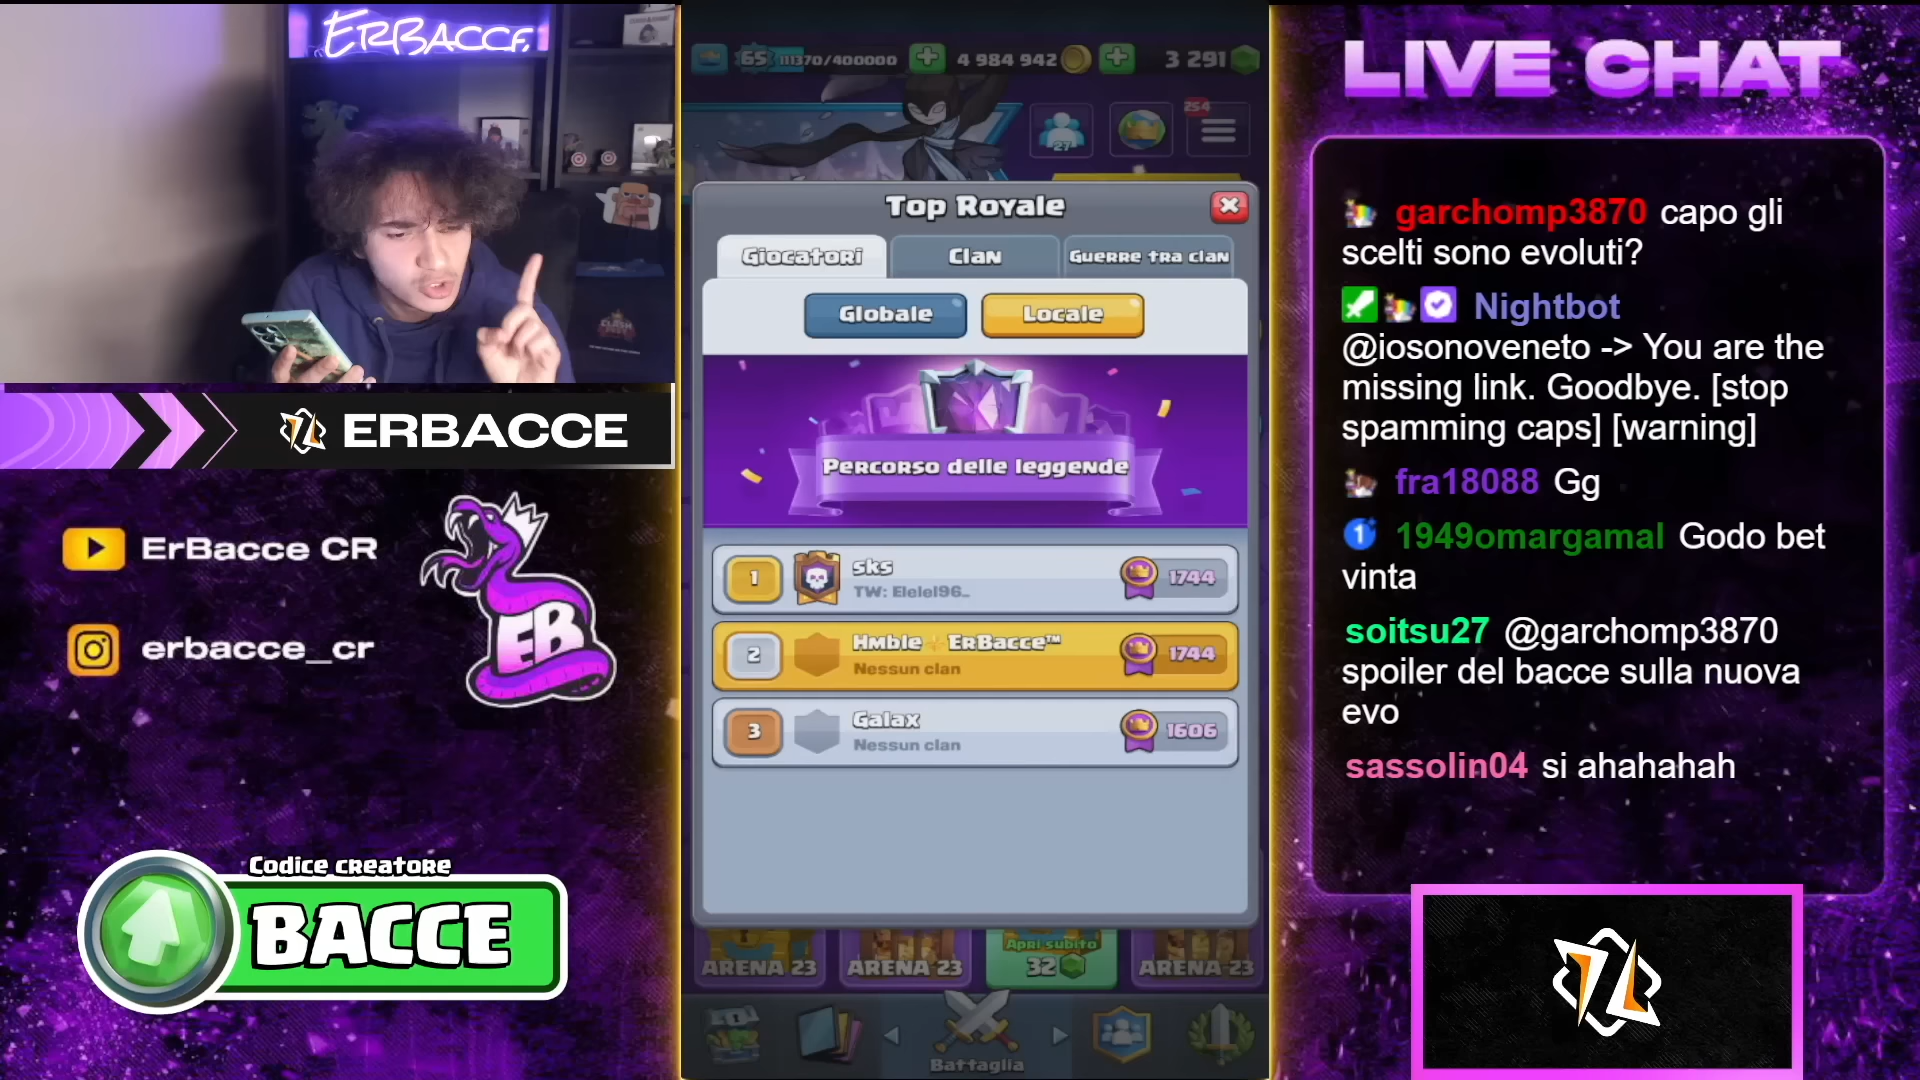 ERBACCE
ERBACCE
ErBacce CR
erbacce_cr
EB
Codice creatore
BACCE
65
111370/400000
4 984 942
3 291
27
254
Top Royale
Giocatori
Clan
Guerre tra clan
Globale
Locale
Percorso delle leggende
1
sks
TW: Elelel96_
1744
2
Hmble ErBacce™
Nessun clan
1744
3
Galax
Nessun clan
1606
ARENA 23
ARENA 23
Apri subito
32
ARENA 23
Battaglia
LIVE CHAT
garchomp3870 capo gli
scelti sono evoluti?
Nightbot
@iosonoveneto -> You are the
missing link. Goodbye. [stop
spamming caps] [warning]
fra18088 Gg
1 1949omargamal Godo bet
vinta
soitsu27 @garchomp3870
spoiler del bacce sulla nuova
evo
sassolin04 si ahahahah